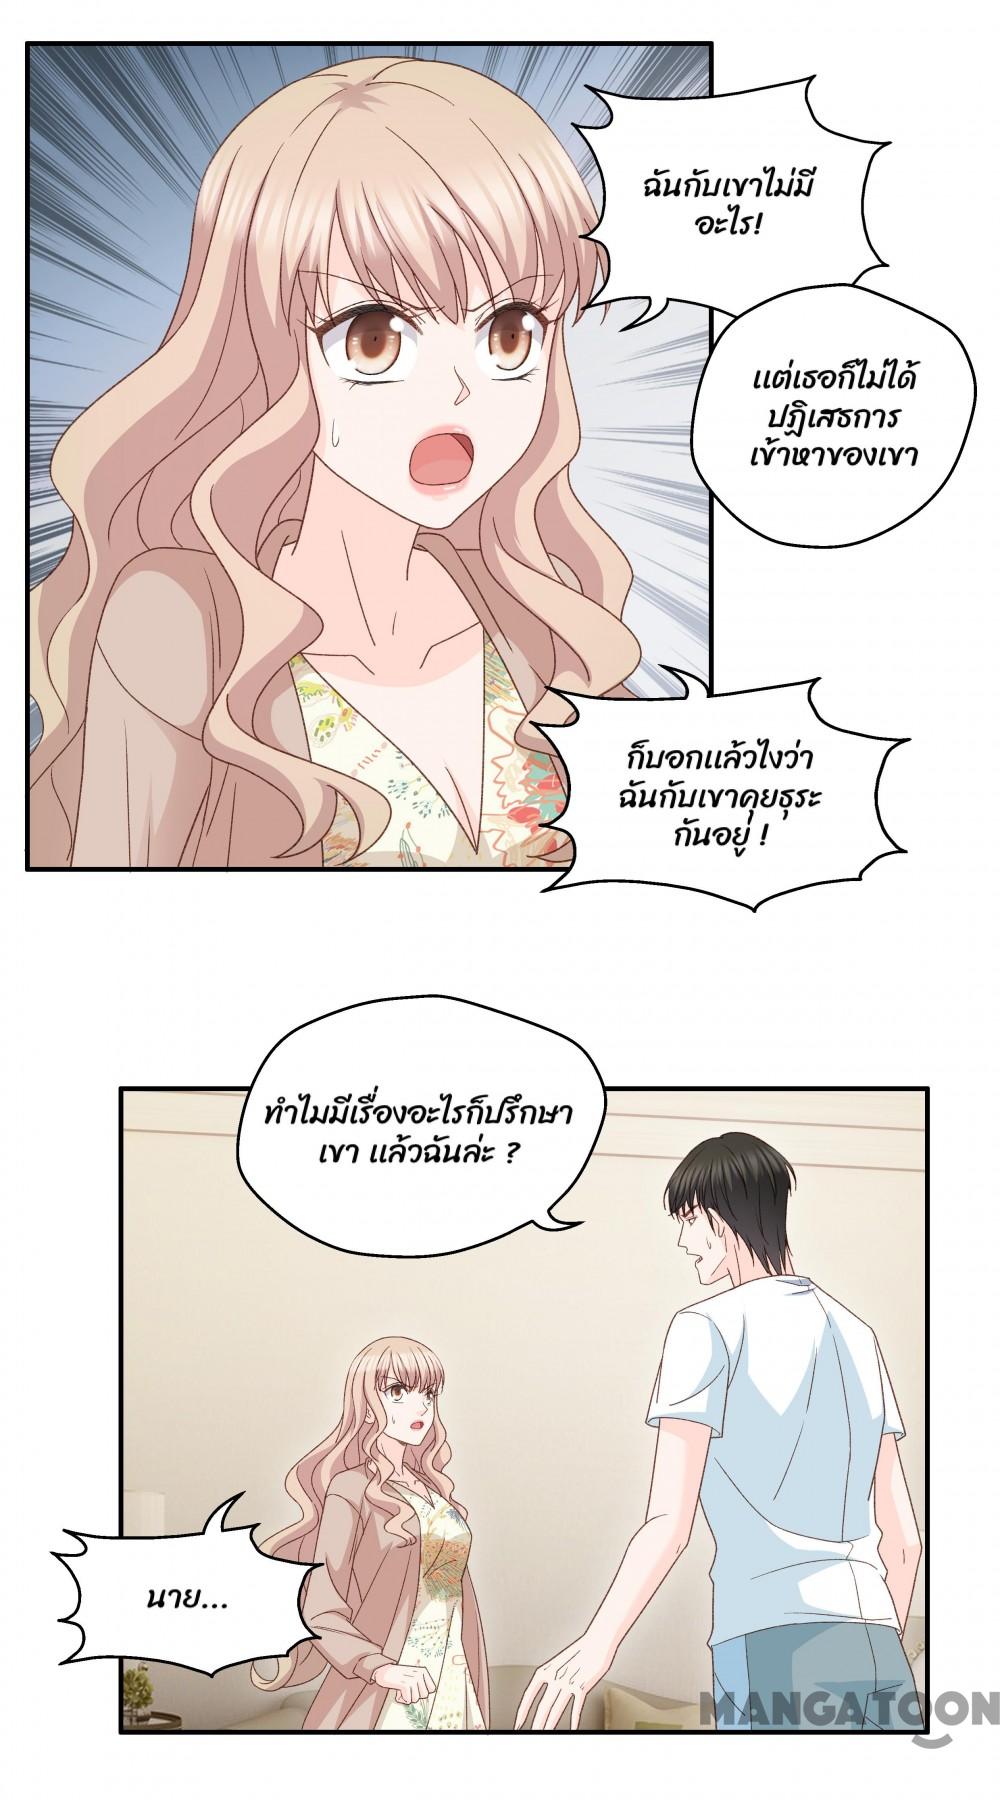 ฉันกับเขาไม่มี
อะไร!
แต่เธอก็ไม่ได้
ปฏิเสธการ
เข้าหาของเขา
ก็บอกแล้วไงว่า
ฉันกับเขาคุยธุระ
กันอยู่ !
ทำไมมีเรื่องอะไรก็ปรึกษา
เขา แล้วฉันล่ะ ?
นาย...
MANGATOON